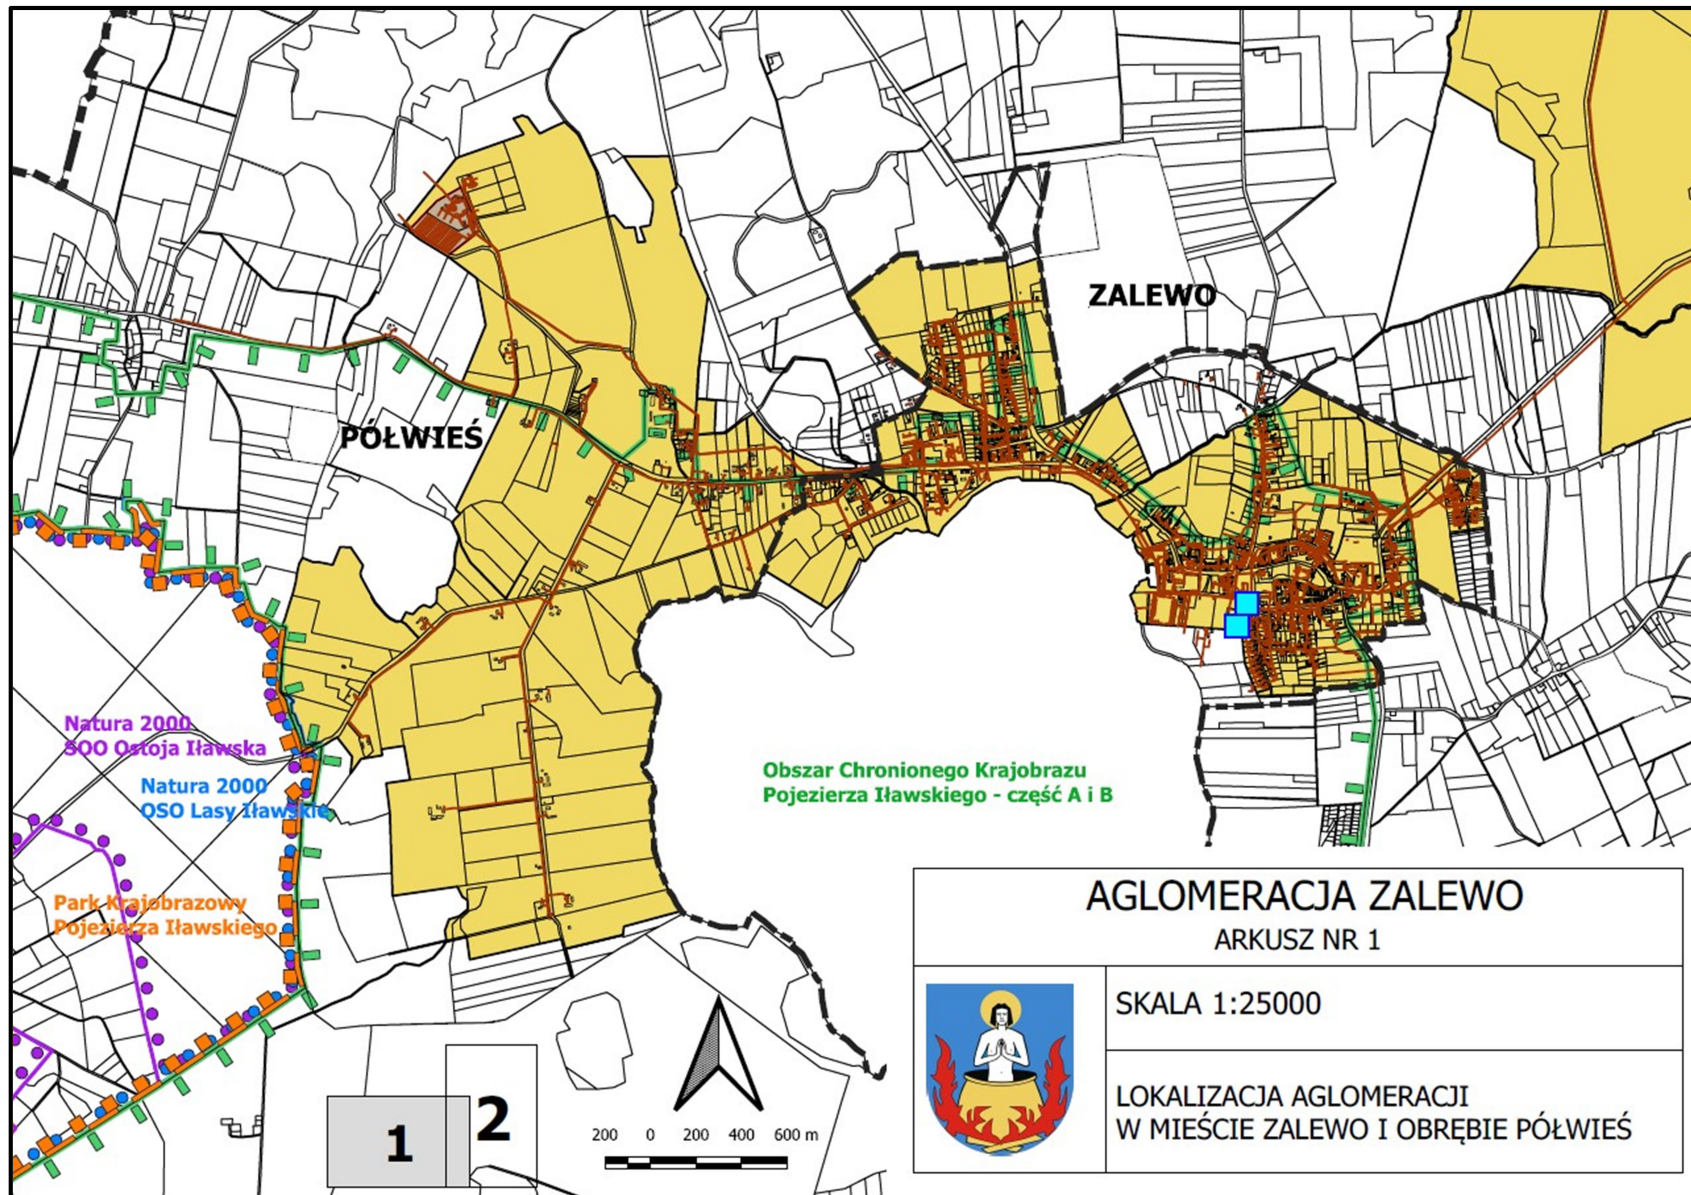 ZALEWO
PÓŁWIEŚ
Natura 2000
SOO Ostoja Iławska
Natura 2000
OSO Lasy Iławskie
Obszar Chronionego Krajobrazu
Pojezierza Iławskiego - część A i B
Park Krajobrazowy
Pojezierza Iławskiego
AGLOMERACJA ZALEWO
ARKUSZ NR 1
SKALA 1:25000
LOKALIZACJA AGLOMERACJI
W MIEŚCIE ZALEWO I OBRĘBIE PÓŁWIEŚ
1
2
200 0 200 400 600 m